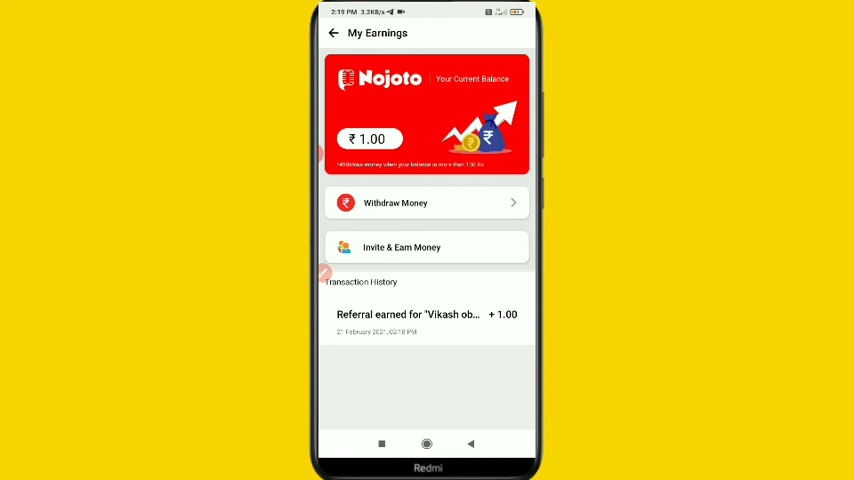 2:19 PM 3.2KB/s
My Earnings
Nojoto
Your Current Balance
₹ 1.00
*Withdraw money when your balance is more than 100 Rs.
Withdraw Money
Invite & Earn Money
Transaction History
Referral earned for "Vikash ob... + 1.00
21 February 2021, 02:18 PM
Redmi